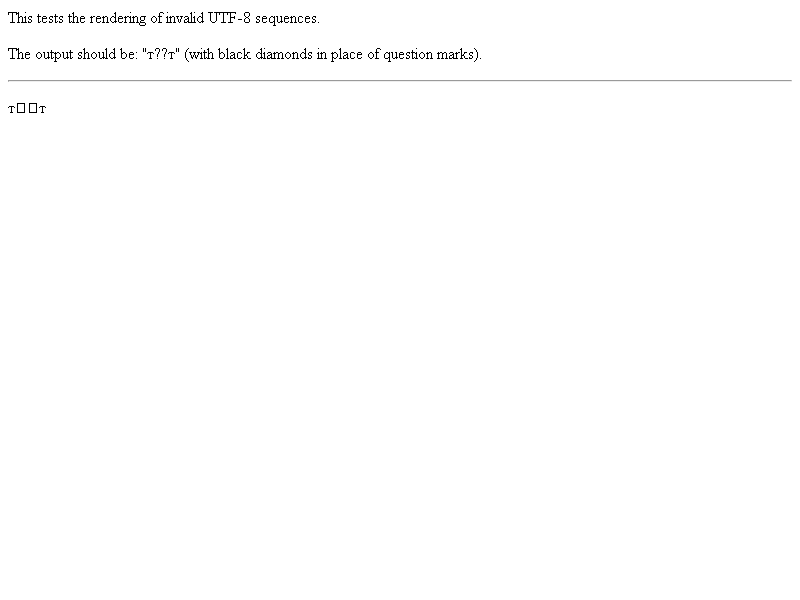 This tests the rendering of invalid UTF-8 sequences.
The output should be: "т??т" (with black diamonds in place of question marks).
т□□т